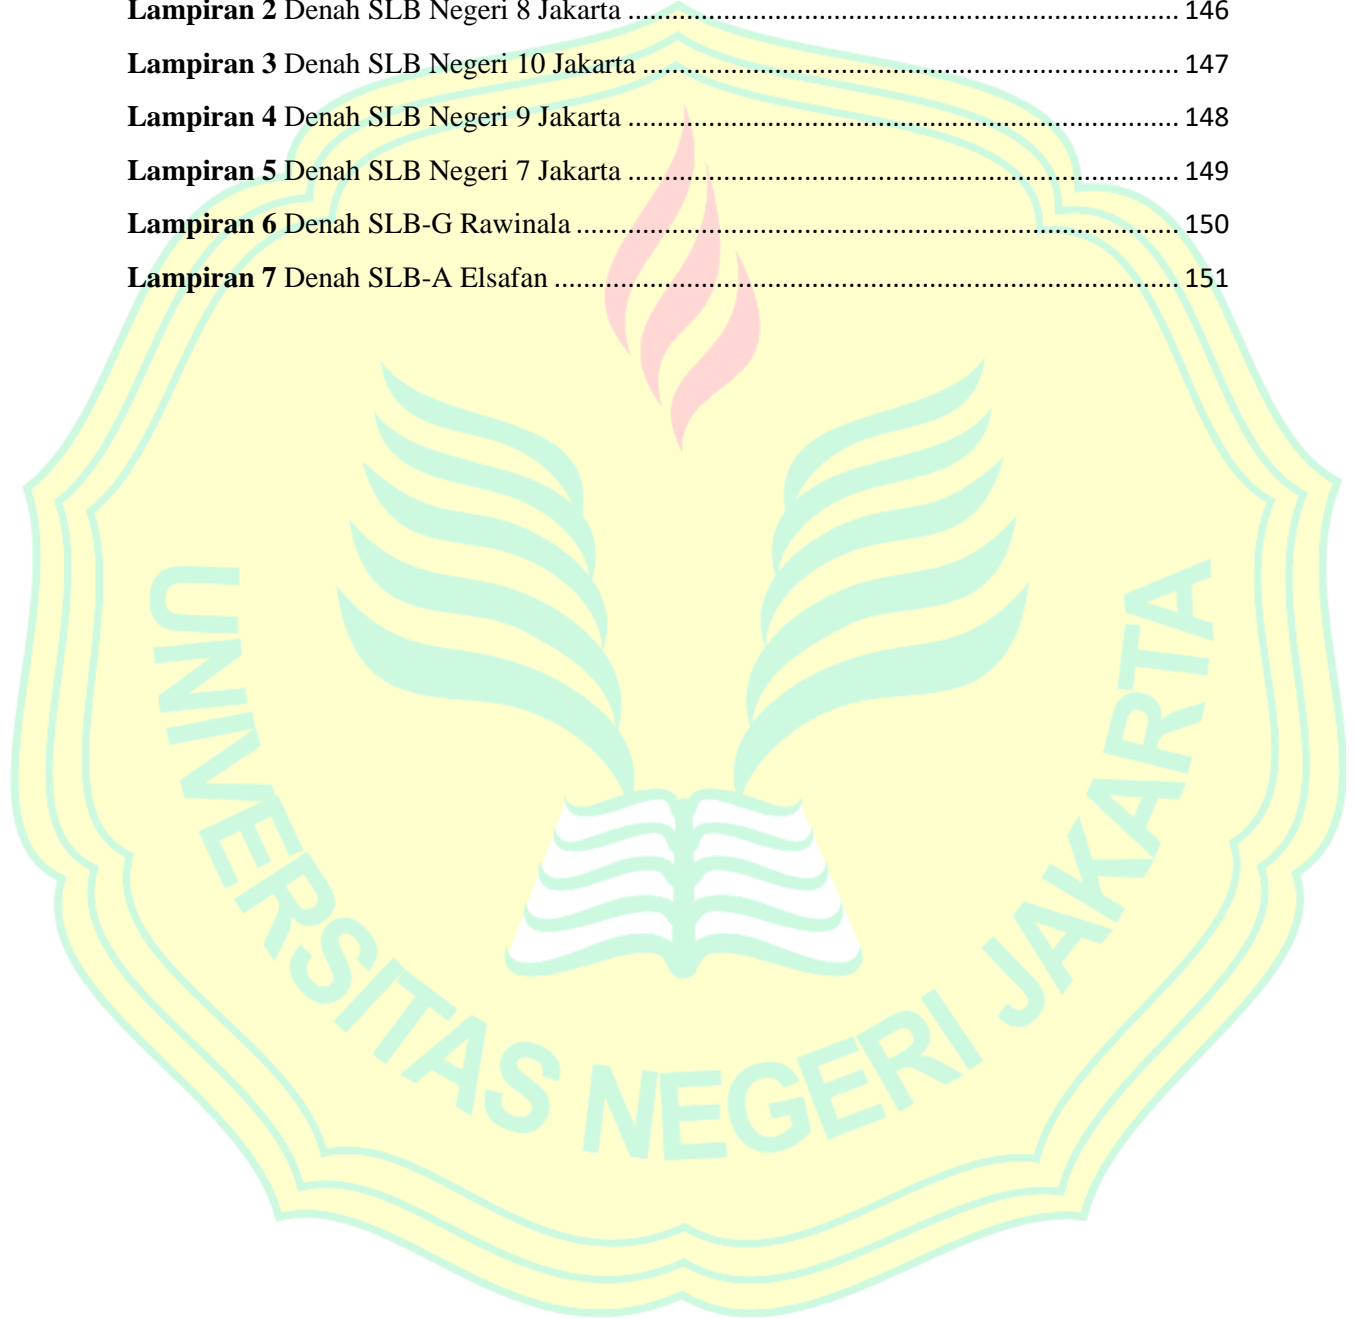 Lampiran 2 Denah SLB Negeri 8 Jakarta .......................................................................... 146
Lampiran 3 Denah SLB Negeri 10 Jakarta ........................................................................ 147
Lampiran 4 Denah SLB Negeri 9 Jakarta .......................................................................... 148
Lampiran 5 Denah SLB Negeri 7 Jakarta .......................................................................... 149
Lampiran 6 Denah SLB-G Rawinala ................................................................................. 150
Lampiran 7 Denah SLB-A Elsafan .................................................................................... 151
UNIVERSITAS NEGERI JAKARTA